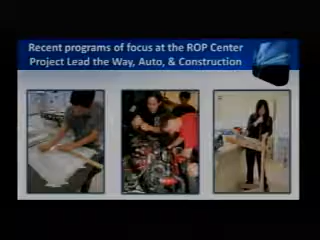 Recent programs of focus at the ROP Center
Project Lead the Way, Auto, & Construction